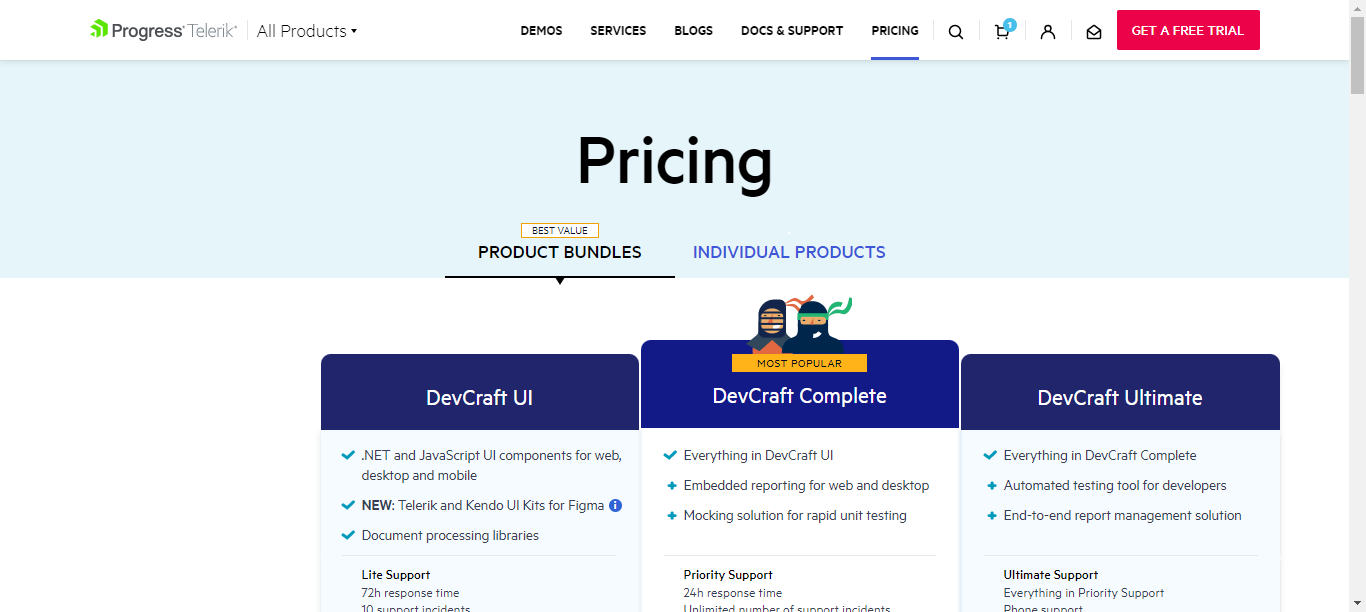 Progress Telerik
All Products
DEMOS
SERVICES
BLOGS
DOCS & SUPPORT
PRICING
1
GET A FREE TRIAL
Pricing
BEST VALUE
PRODUCT BUNDLES
INDIVIDUAL PRODUCTS
DevCraft UI
.NET and JavaScript UI components for web,
desktop and mobile
NEW: Telerik and Kendo UI Kits for Figma
Document processing libraries
Lite Support
72h response time
10 support incidents
MOST POPULAR
DevCraft Complete
Everything in DevCraft UI
Embedded reporting for web and desktop
Mocking solution for rapid unit testing
Priority Support
24h response time
Unlimited number of support incidents
DevCraft Ultimate
Everything in DevCraft Complete
Automated testing tool for developers
End-to-end report management solution
Ultimate Support
Everything in Priority Support
Phone support